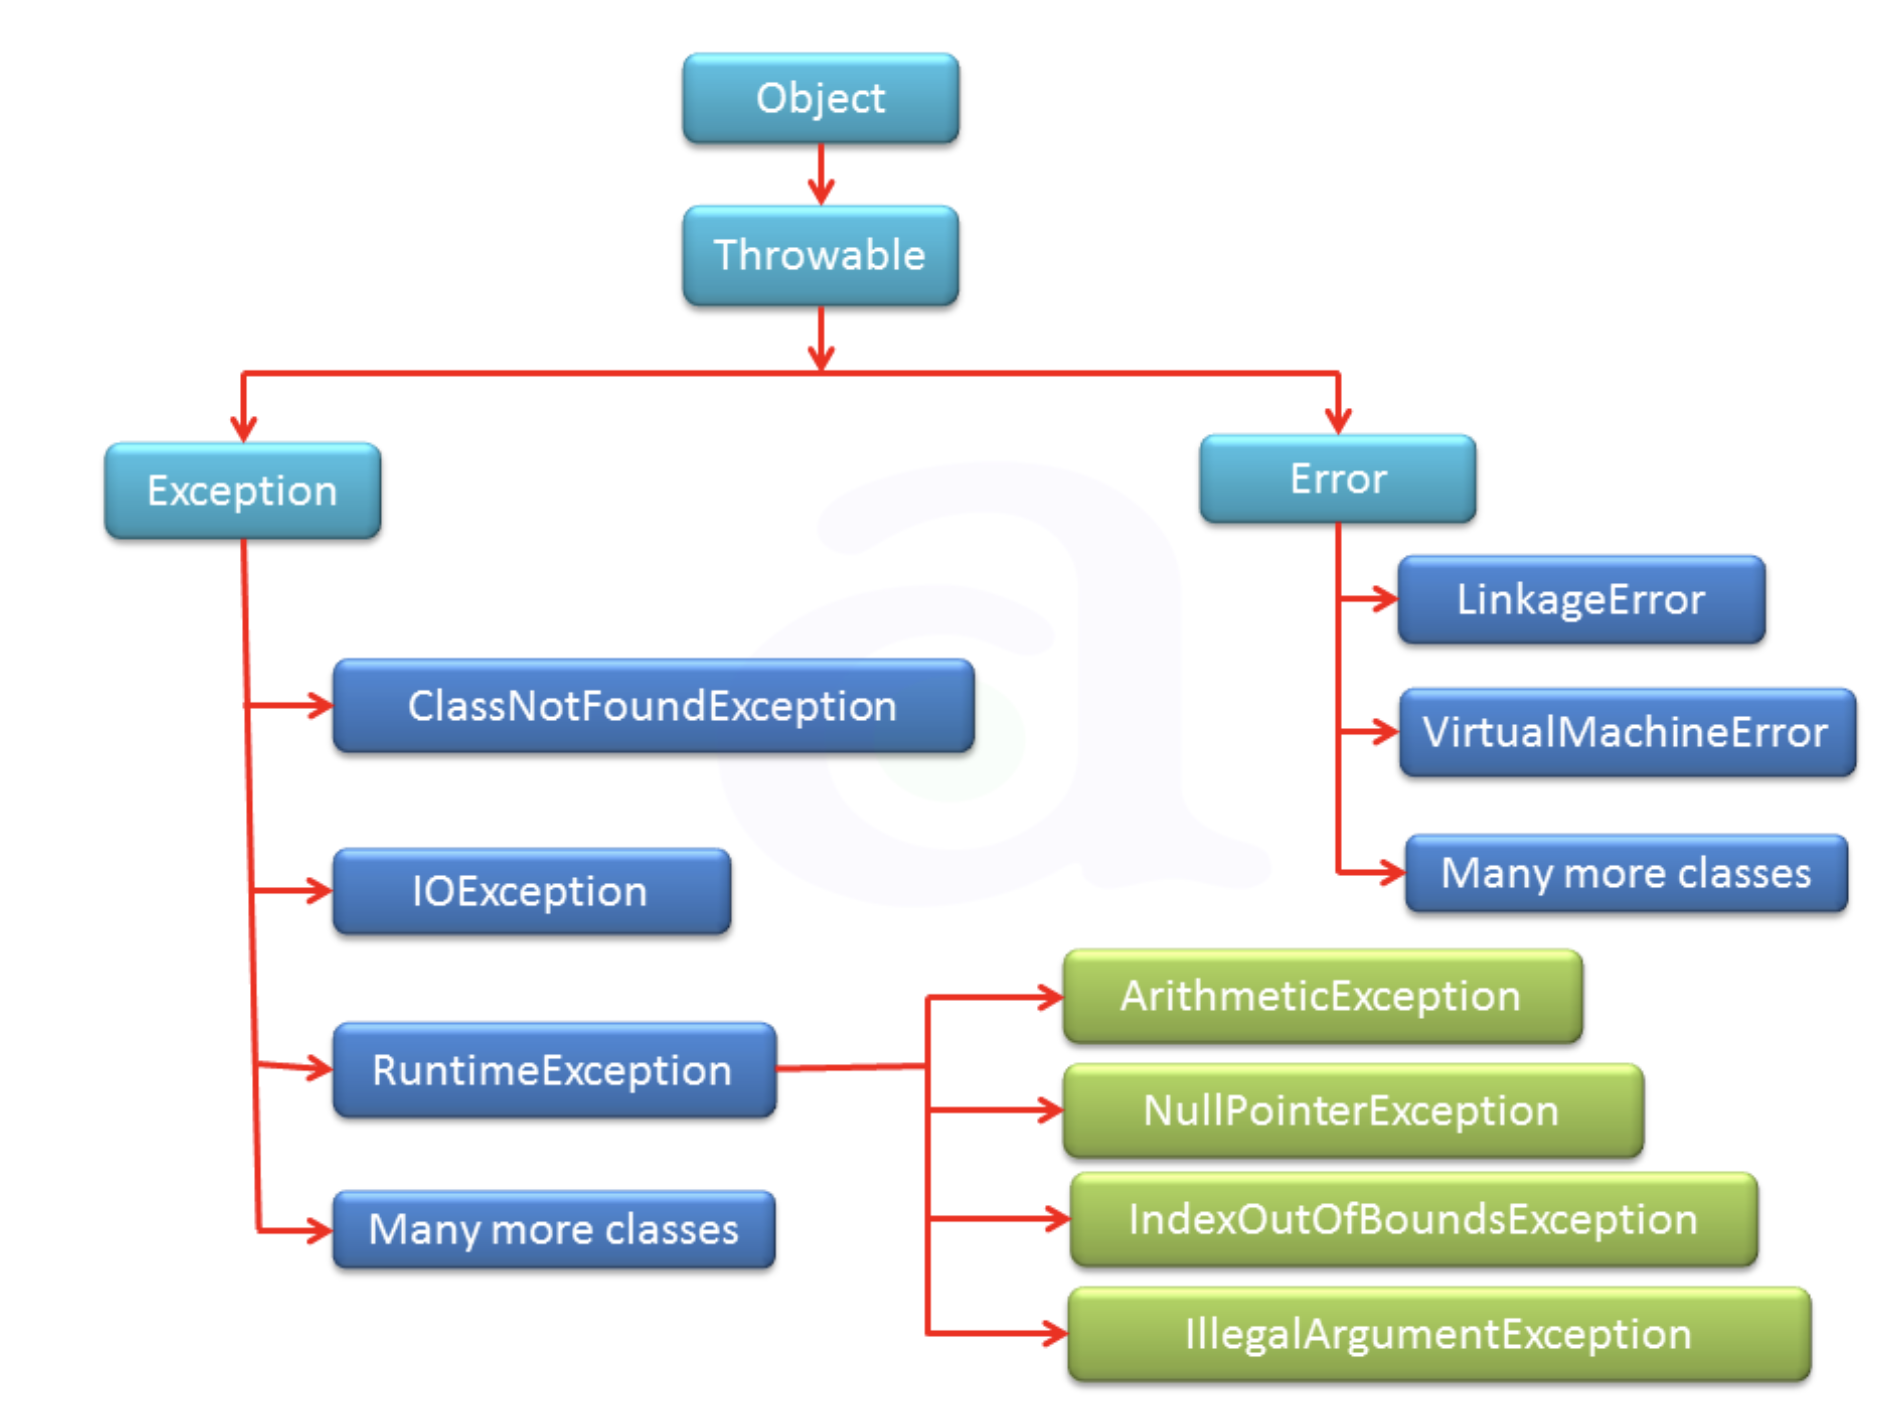 Object
Throwable
Exception
Error
LinkageError
ClassNotFoundException
VirtualMachineError
IOException
Many more classes
RuntimeException
ArithmeticException
NullPointerException
IndexOutOfBoundsException
Many more classes
IllegalArgumentException